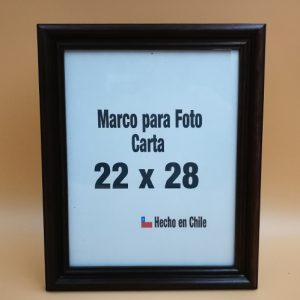 Marco para Foto
Carta
22 x 28
Hecho en Chile